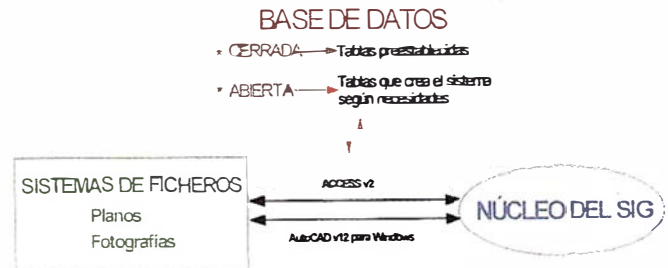 BASE DE DATOS
* CERRADA Tablas preestablecidas
* ABIERTA Tablas que crea el sistema
según necesidades
SISTEMAS DE FICHEROS
Planos
Fotografías
ACCESS v2
AutoCAD v12 para Windows
NÚCLEO DEL SIG